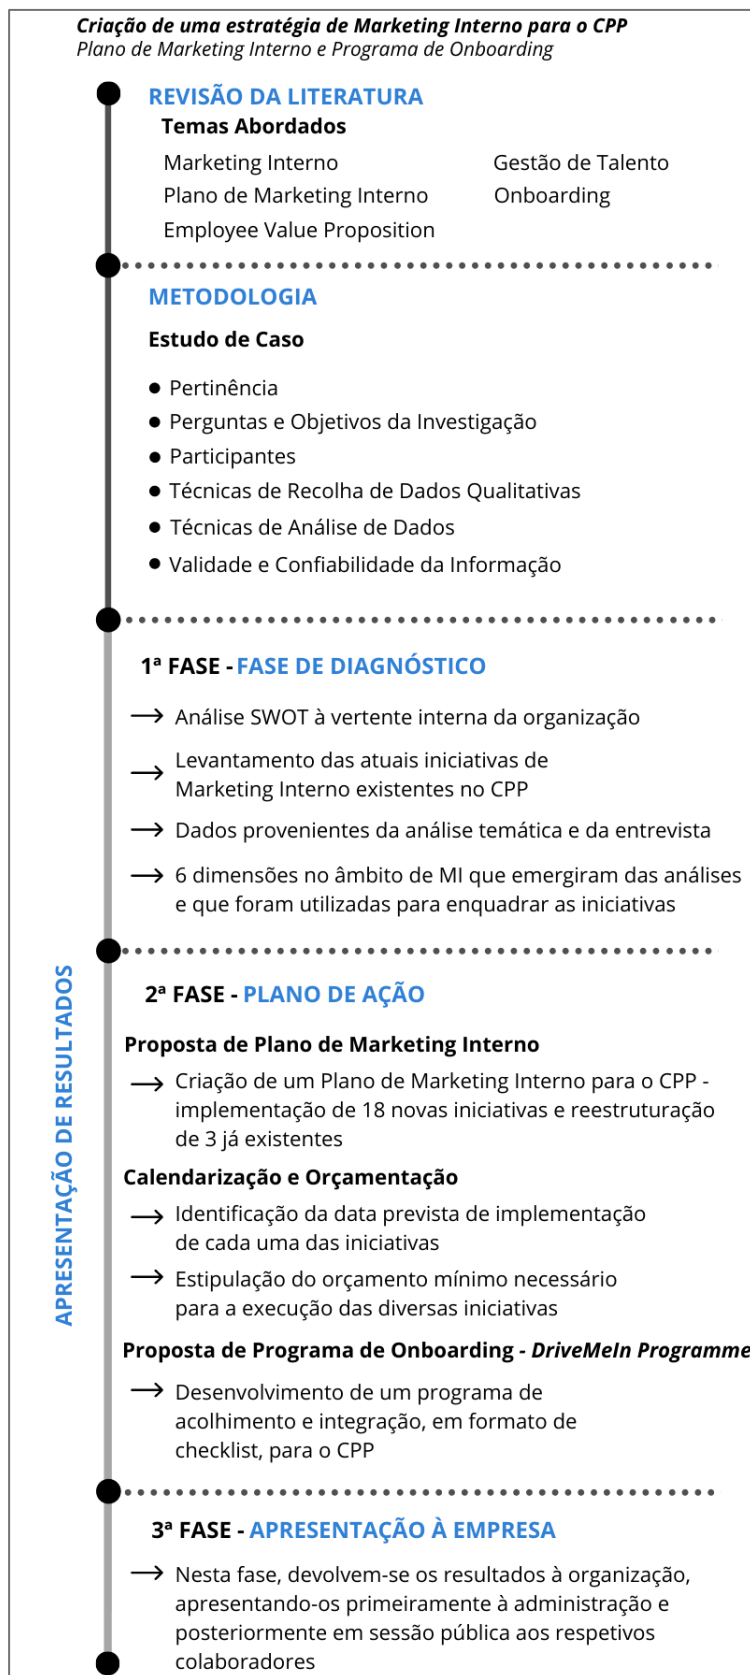 Criação de uma estratégia de Marketing Interno para o CPP
Plano de Marketing Interno e Programa de Onboarding
REVISÃO DA LITERATURA
Temas Abordados
Marketing Interno
Gestão de Talento
Plano de Marketing Interno
Onboarding
Employee Value Proposition
METODOLOGIA
Estudo de Caso
● Pertinência
● Perguntas e Objetivos da Investigação
● Participantes
● Técnicas de Recolha de Dados Qualitativas
● Técnicas de Análise de Dados
● Validade e Confiabilidade da Informação
APRESENTAÇÃO DE RESULTADOS
1ª FASE - FASE DE DIAGNÓSTICO
→ Análise SWOT à vertente interna da organização
→ Levantamento das atuais iniciativas de
Marketing Interno existentes no CPP
→ Dados provenientes da análise temática e da entrevista
→ 6 dimensões no âmbito de MI que emergiram das análises
e que foram utilizadas para enquadrar as iniciativas
2ª FASE - PLANO DE AÇÃO
Proposta de Plano de Marketing Interno
→ Criação de um Plano de Marketing Interno para o CPP -
implementação de 18 novas iniciativas e reestruturação
de 3 já existentes
Calendarização e Orçamentação
→ Identificação da data prevista de implementação
de cada uma das iniciativas
→ Estipulação do orçamento mínimo necessário
para a execução das diversas iniciativas
Proposta de Programa de Onboarding - DriveMeIn Programme
→ Desenvolvimento de um programa de
acolhimento e integração, em formato de
checklist, para o CPP
3ª FASE - APRESENTAÇÃO À EMPRESA
→ Nesta fase, devolvem-se os resultados à organização,
apresentando-os primeiramente à administração e
posteriormente em sessão pública aos respetivos
colaboradores